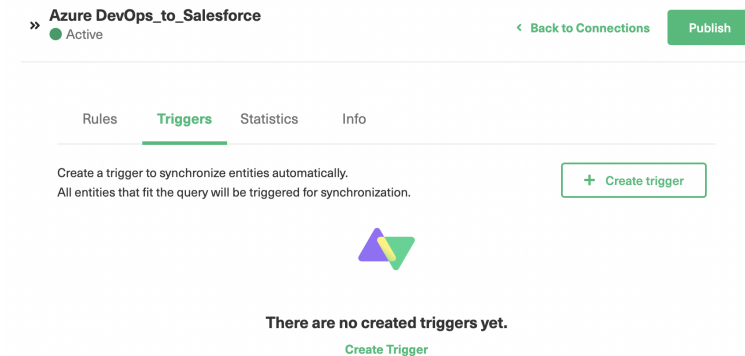 Azure DevOps_to_Salesforce
Active
Back to Connections
Publish
Rules
Triggers
Statistics
Info
Create a trigger to synchronize entities automatically.
All entities that fit the query will be triggered for synchronization.
Create trigger
There are no created triggers yet.
Create Trigger